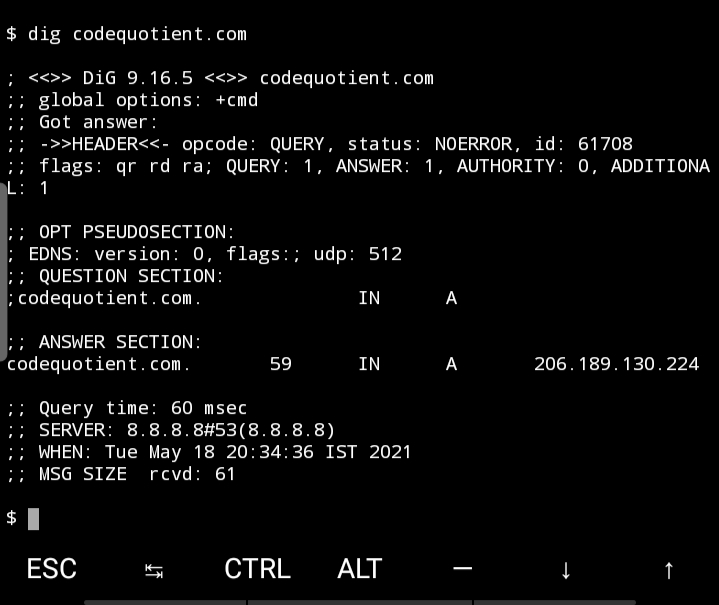 $ dig codequotient.com
; <<>> DiG 9.16.5 <<>> codequotient.com
;; global options: +cmd
;; Got answer:
;; ->>HEADER<<- opcode: QUERY, status: NOERROR, id: 61708
;; flags: qr rd ra; QUERY: 1, ANSWER: 1, AUTHORITY: 0, ADDITIONA
L: 1
;; OPT PSEUDOSECTION:
; EDNS: version: 0, flags:; udp: 512
;; QUESTION SECTION:
;codequotient.com. IN A
;; ANSWER SECTION:
codequotient.com. 59 IN A 206.189.130.224
;; Query time: 60 msec
;; SERVER: 8.8.8.8#53(8.8.8.8)
;; WHEN: Tue May 18 20:34:36 IST 2021
;; MSG SIZE  rcvd: 61
$
ESC ↹ CTRL ALT — ↓ ↑